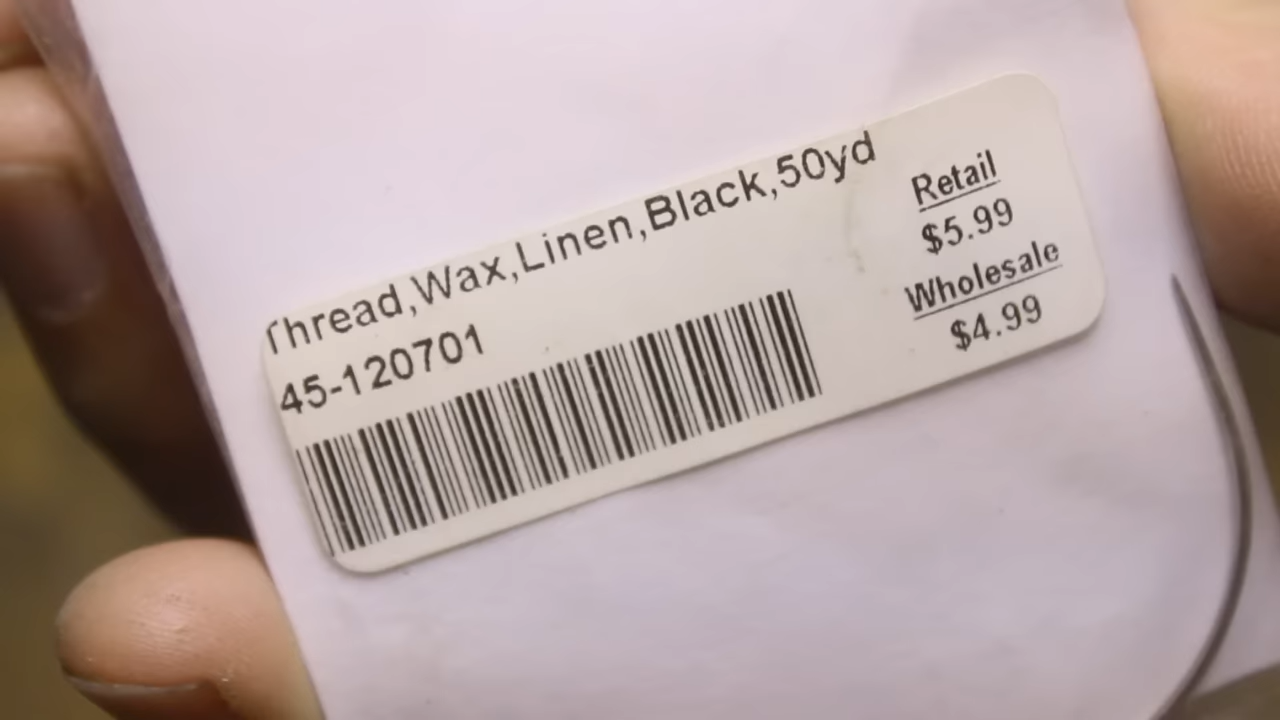 Thread,Wax,Linen,Black,50yd
45-120701
Retail
$5.99
Wholesale
$4.99